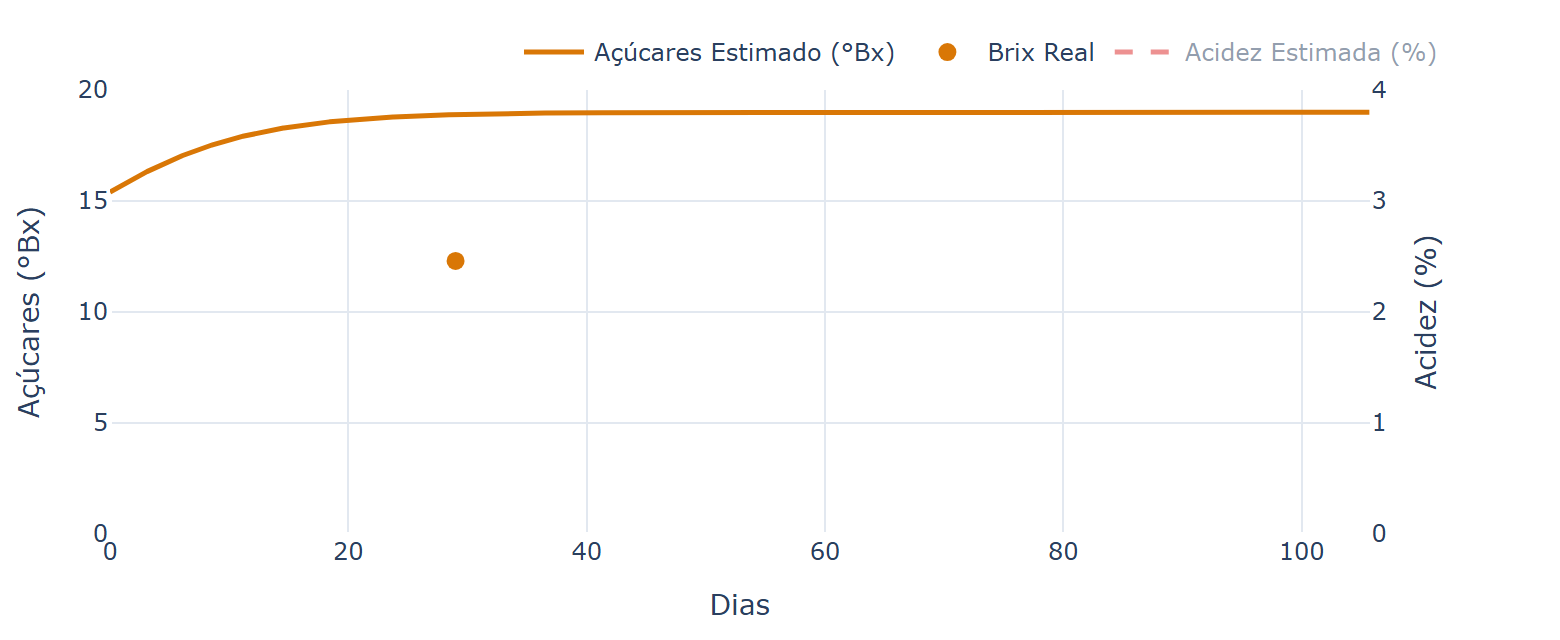 Açúcares Estimado (°Bx) Brix Real Acidez Estimada (%)
20 4
15 3
10 2
5 1
0 0
Açúcares (°Bx)
Acidez (%)
0 20 40 60 80 100
Dias